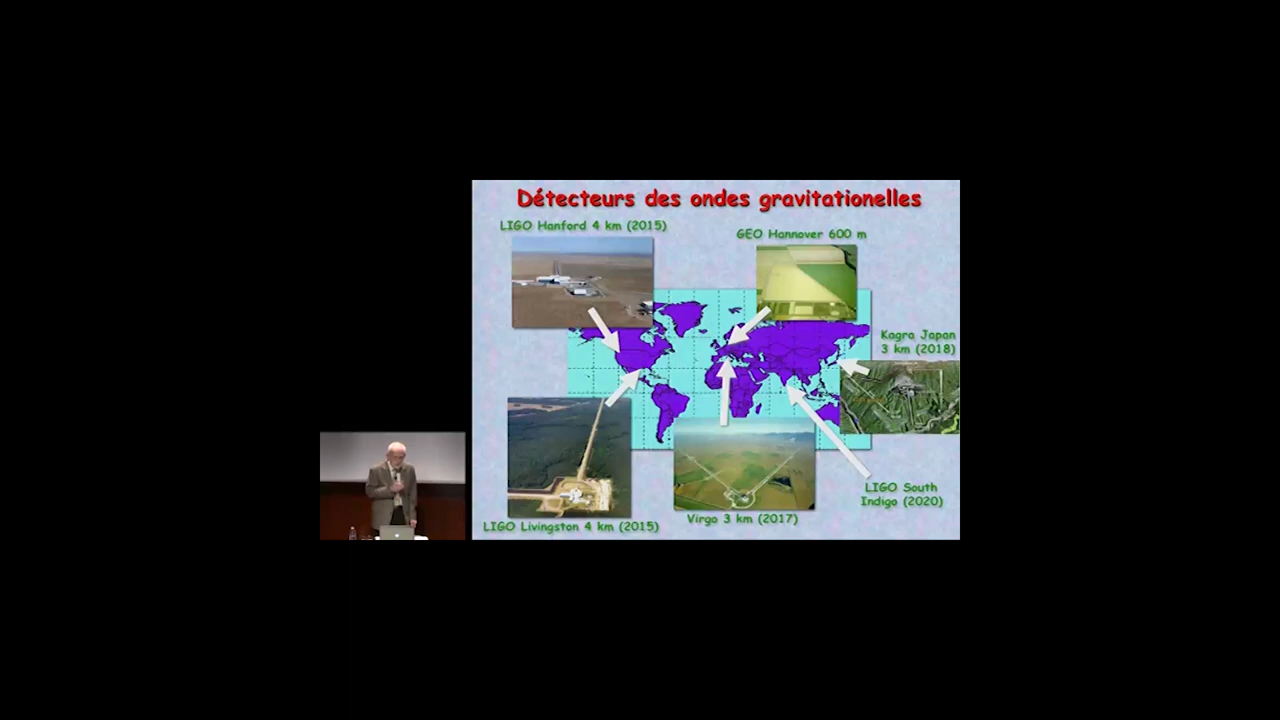 Détecteurs des ondes gravitationelles
LIGO Hanford 4 km (2015)
GEO Hannover 600 m
Kagra Japan
3 km (2018)
LIGO South
Indigo (2020)
Virgo 3 km (2017)
LIGO Livingston 4 km (2015)